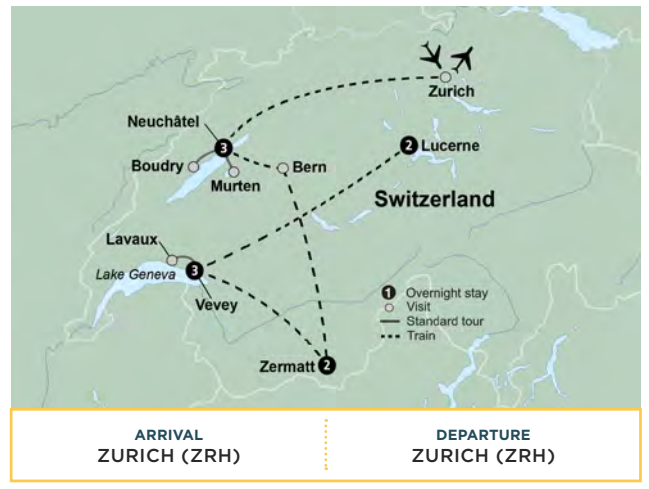 Zurich
Neuchâtel
3
2 Lucerne
Boudry
Bern
Murten
Switzerland
Lavaux
Lake Geneva
3
Vevey
1 Overnight stay
Visit
Standard tour
Train
Zermatt 2
ARRIVAL
ZURICH (ZRH)
DEPARTURE
ZURICH (ZRH)